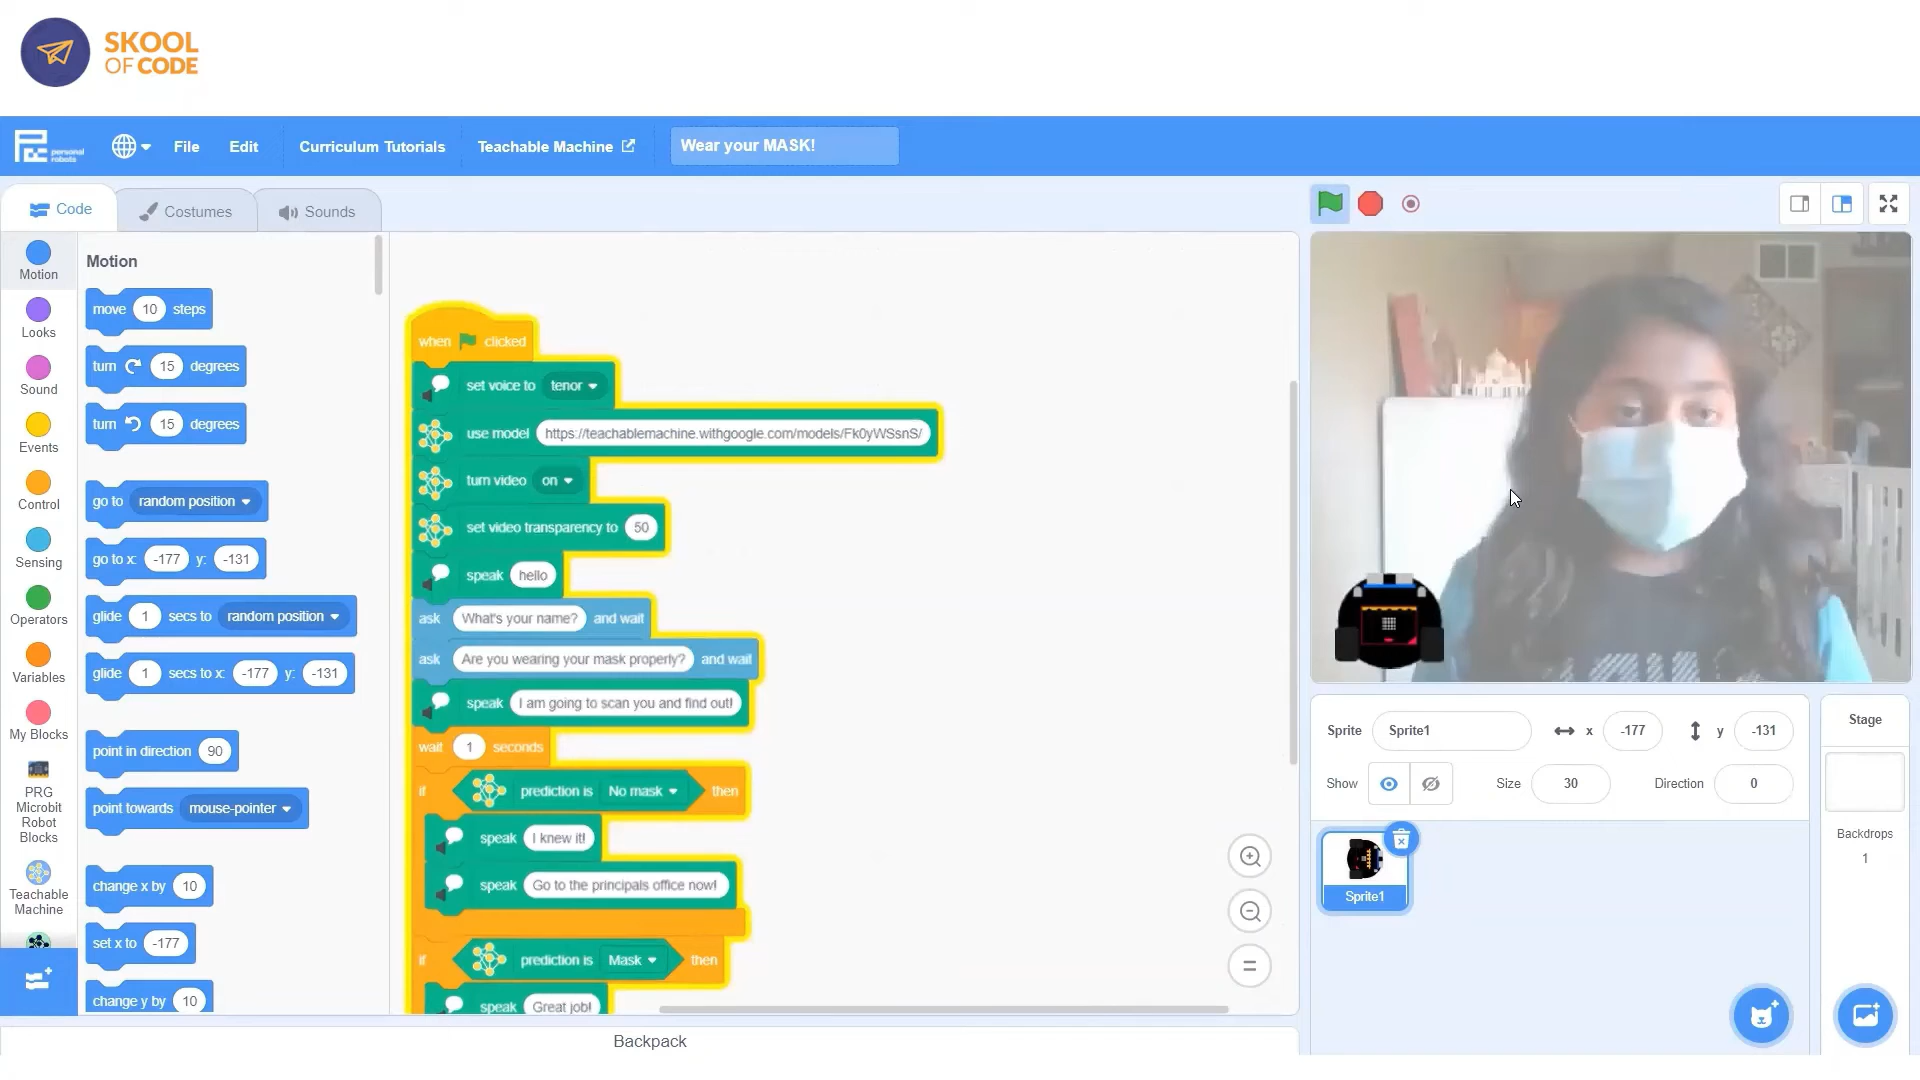 SKOOL
OF CODE
personal
robots
File
Edit
Curriculum Tutorials
Teachable Machine
Wear your MASK!
Code
Costumes
Sounds
Motion
Looks
Sound
Events
Control
Sensing
Operators
Variables
My Blocks
PRG
Microbit
Robot
Blocks
Teachable
Machine
Motion
move 10 steps
turn 15 degrees
turn 15 degrees
go to random position
go to x: -177 y: -131
glide 1 secs to random position
glide 1 secs to x: -177 y: -131
point in direction 90
point towards mouse-pointer
change x by 10
set x to -177
change y by 10
when clicked
set voice to tenor
use model https://teachablemachine.withgoogle.com/models/Fk0yWSsnS/
turn video on
set video transparency to 50
speak hello
ask What's your name? and wait
ask Are you wearing your mask properly? and wait
speak I am going to scan you and find out!
wait 1 seconds
if prediction is No mask then
speak I knew it!
speak Go to the principals office now!
if prediction is Mask then
speak Great job!
Backpack
Sprite Sprite1 x -177 y -131
Show Size 30 Direction 0
Sprite1
Stage
Backdrops
1